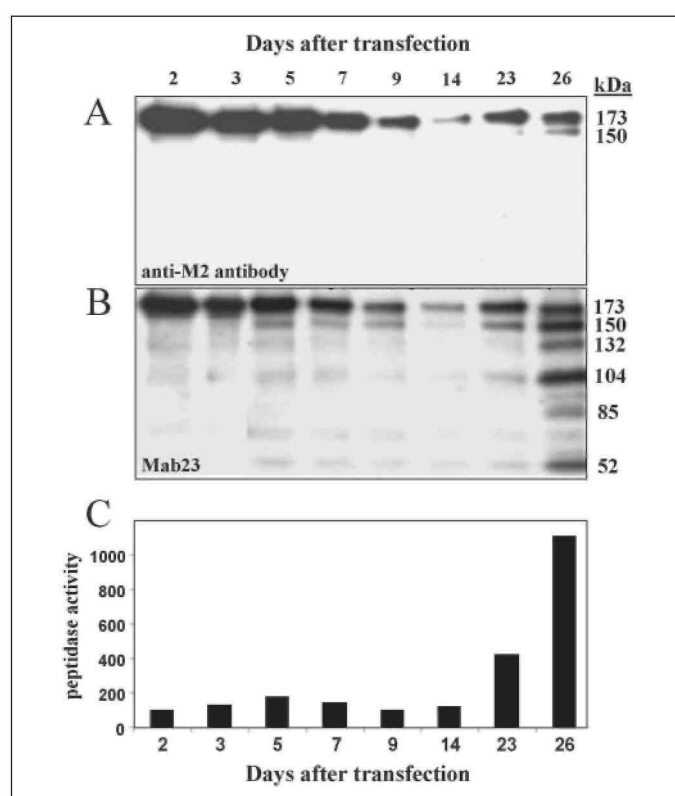 Days after transfection
2 3 5 7 9 14 23 26 kDa
A
173
150
anti-M2 antibody
B
173
150
132
104
85
52
Mab23
C
peptidase activity
1000
800
600
400
200
0
2 3 5 7 9 14 23 26
Days after transfection